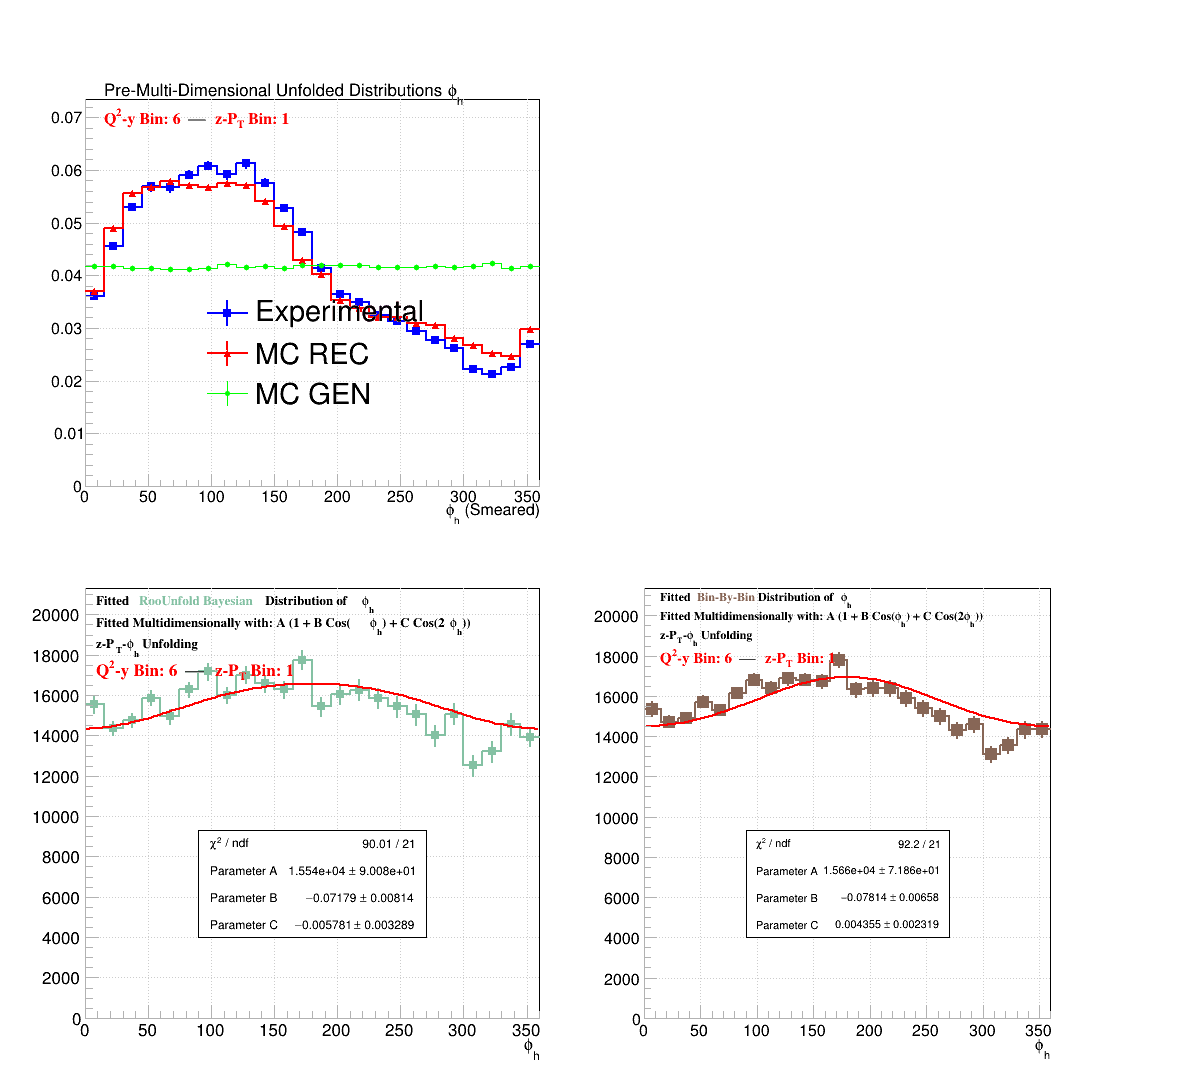 Pre-Multi-Dimensional Unfolded Distributions ϕh
Q²-y Bin: 6 — z-PT Bin: 1
0.07
0.06
0.05
0.04
0.03
0.02
0.01
0
Experimental
MC REC
MC GEN
0 50 100 150 200 250 300 350
ϕh (Smeared)
Fitted RooUnfold Bayesian Distribution of ϕh
Fitted Multidimensionally with: A (1 + B Cos( ϕh) + C Cos(2 ϕh))
z-PT-ϕh Unfolding
Q²-y Bin: 6 — z-PT Bin: 1
20000
18000
16000
14000
12000
10000
8000
6000
4000
2000
0
χ² / ndf 90.01 / 21
Parameter A 1.554e+04 ± 9.008e+01
Parameter B −0.07179 ± 0.00814
Parameter C −0.005781 ± 0.003289
0 50 100 150 200 250 300 350
ϕh
Fitted Bin-By-Bin Distribution of ϕh
Fitted Multidimensionally with: A (1 + B Cos(ϕh) + C Cos(2ϕh))
z-PT-ϕh Unfolding
Q²-y Bin: 6 — z-PT Bin: 1
20000
18000
16000
14000
12000
10000
8000
6000
4000
2000
0
χ² / ndf 92.2 / 21
Parameter A 1.566e+04 ± 7.186e+01
Parameter B −0.07814 ± 0.00658
Parameter C 0.004355 ± 0.002319
0 50 100 150 200 250 300 350
ϕh